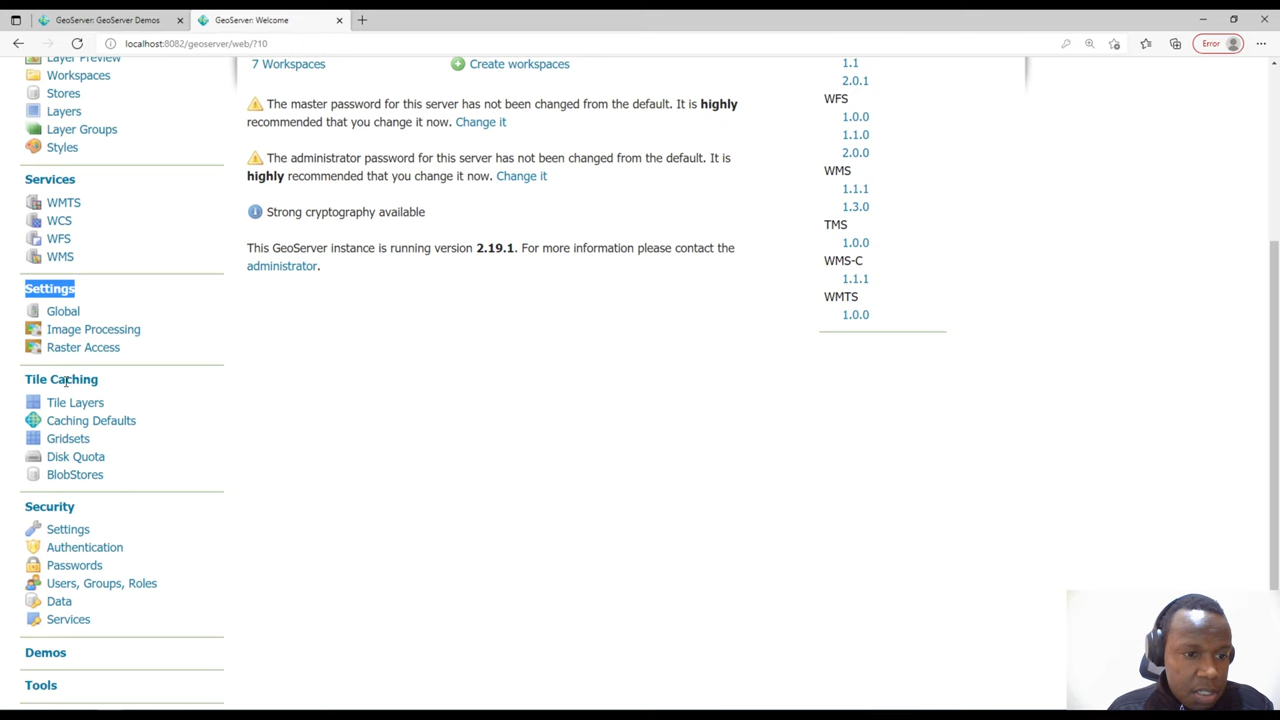 GeoServer: GeoServer Demos
GeoServer: Welcome
localhost:8082/geoserver/web/?10
Error
Layer Preview
Workspaces
Stores
Layers
Layer Groups
Styles
Services
WMTS
WCS
WFS
WMS
Settings
Global
Image Processing
Raster Access
Tile Caching
Tile Layers
Caching Defaults
Gridsets
Disk Quota
BlobStores
Security
Settings
Authentication
Passwords
Users, Groups, Roles
Data
Services
Demos
Tools
7 Workspaces
Create workspaces
The master password for this server has not been changed from the default. It is highly
recommended that you change it now. Change it
The administrator password for this server has not been changed from the default. It is
highly recommended that you change it now. Change it
Strong cryptography available
This GeoServer instance is running version 2.19.1. For more information please contact the
administrator.
1.1
2.0.1
WFS
1.0.0
1.1.0
2.0.0
WMS
1.1.1
1.3.0
TMS
1.0.0
WMS-C
1.1.1
WMTS
1.0.0